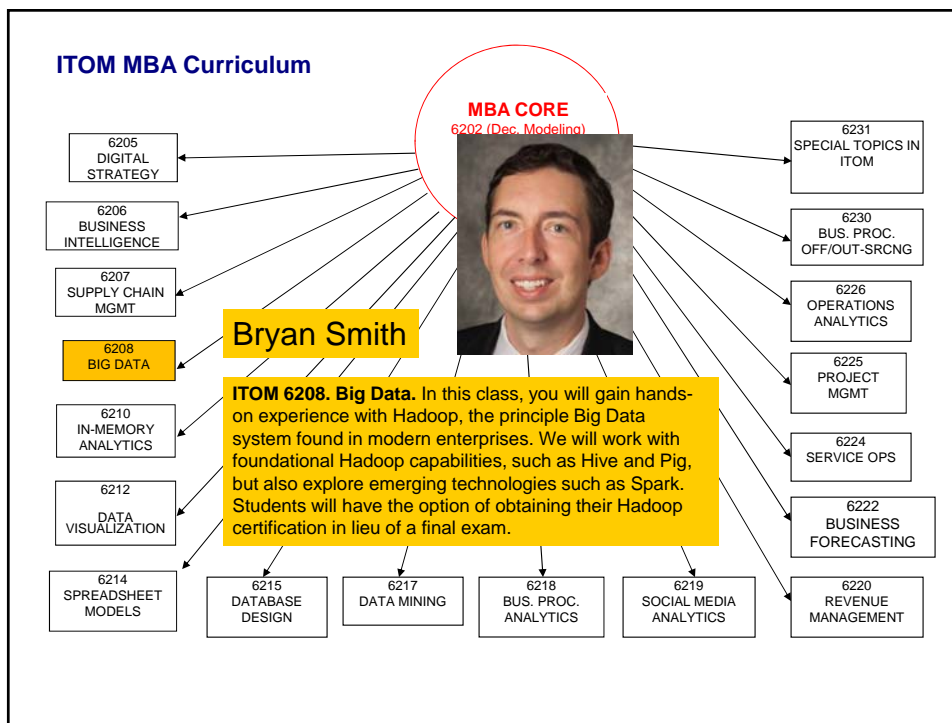 ITOM MBA Curriculum
MBA CORE
6202 (Dec. Modeling)
6205
DIGITAL
STRATEGY
6206
BUSINESS
INTELLIGENCE
6207
SUPPLY CHAIN
MGMT
6208
BIG DATA
6210
IN-MEMORY
ANALYTICS
6212
DATA
VISUALIZATION
6214
SPREADSHEET
MODELS
6215
DATABASE
DESIGN
6217
DATA MINING
6218
BUS. PROC.
ANALYTICS
6219
SOCIAL MEDIA
ANALYTICS
6220
REVENUE
MANAGEMENT
6222
BUSINESS
FORECASTING
6224
SERVICE OPS
6225
PROJECT
MGMT
6226
OPERATIONS
ANALYTICS
6230
BUS. PROC.
OFF/OUT-SRCNG
6231
SPECIAL TOPICS IN
ITOM
Bryan Smith
ITOM 6208. Big Data. In this class, you will gain hands-
on experience with Hadoop, the principle Big Data
system found in modern enterprises. We will work with
foundational Hadoop capabilities, such as Hive and Pig,
but also explore emerging technologies such as Spark.
Students will have the option of obtaining their Hadoop
certification in lieu of a final exam.